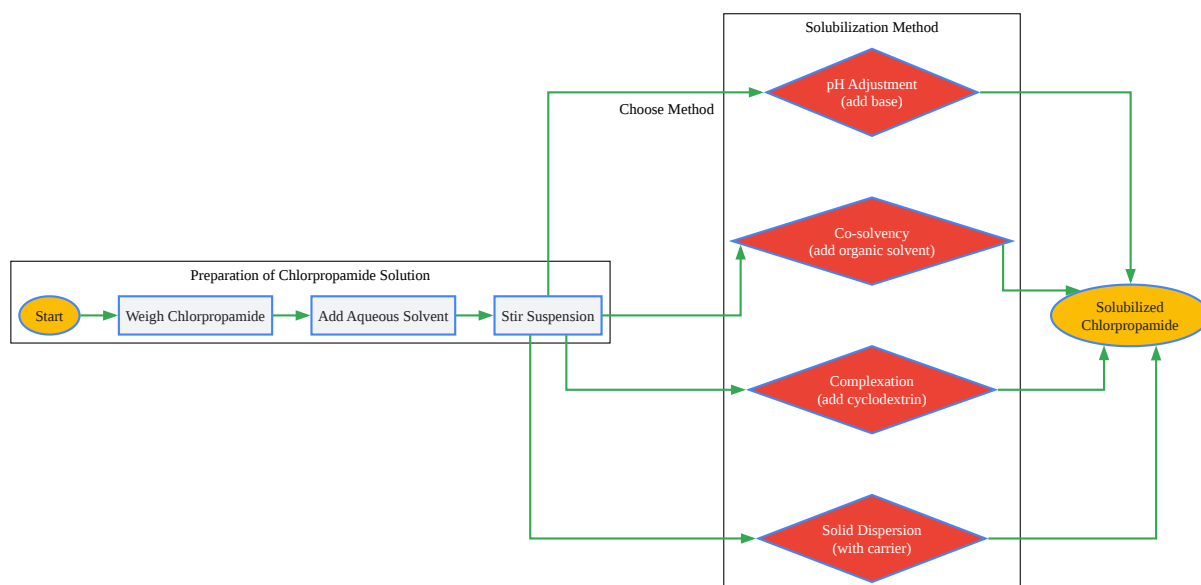 Solubilization Method
pH Adjustment
(add base)
Choose Method
Co-solvency
(add organic solvent)
Preparation of Chlorpropamide Solution
Start
Weigh Chlorpropamide
Add Aqueous Solvent
Stir Suspension
Solubilized
Chlorpropamide
Complexation
(add cyclodextrin)
Solid Dispersion
(with carrier)